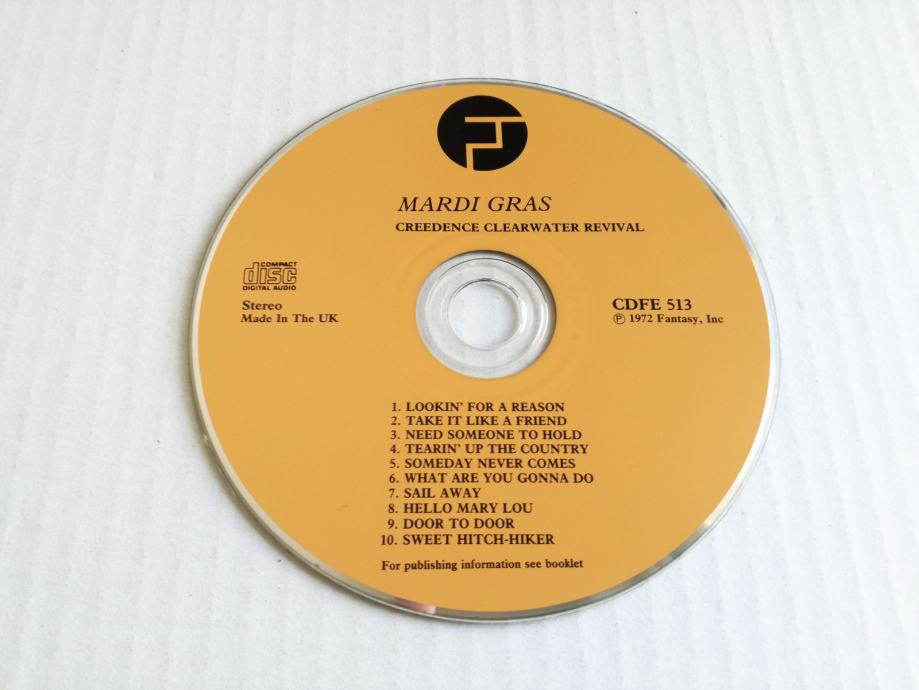 MARDI GRAS
CREEDENCE CLEARWATER REVIVAL
COMPACT
disc
DIGITAL AUDIO
Stereo
Made In The UK
CDFE 513
℗ 1972 Fantasy, Inc
1. LOOKIN' FOR A REASON
2. TAKE IT LIKE A FRIEND
3. NEED SOMEONE TO HOLD
4. TEARIN' UP THE COUNTRY
5. SOMEDAY NEVER COMES
6. WHAT ARE YOU GONNA DO
7. SAIL AWAY
8. HELLO MARY LOU
9. DOOR TO DOOR
10. SWEET HITCH-HIKER
For publishing information see booklet